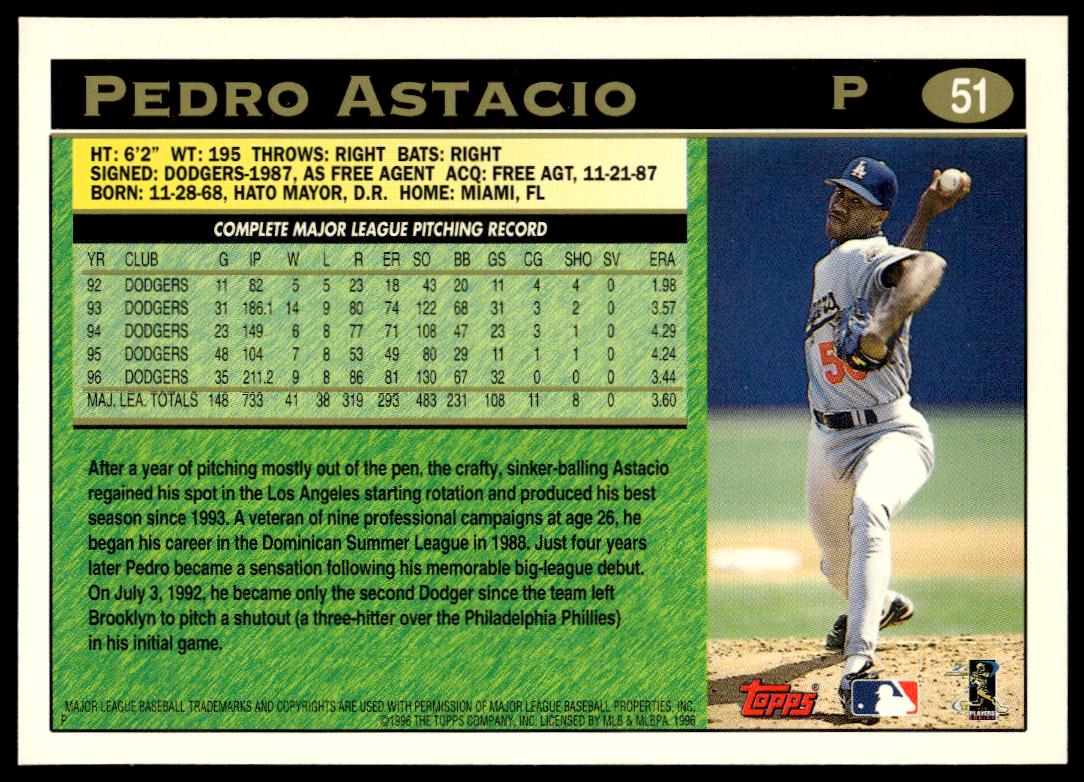 PEDRO ASTACIO P 51
HT: 6'2" WT: 195 THROWS: RIGHT BATS: RIGHT
SIGNED: DODGERS-1987, AS FREE AGENT ACQ: FREE AGT, 11-21-87
BORN: 11-28-68, HATO MAYOR, D.R. HOME: MIAMI, FL
COMPLETE MAJOR LEAGUE PITCHING RECORD
YR CLUB G IP W L R ER SO BB GS CG SHO SV ERA
92 DODGERS 11 82 5 5 23 18 43 20 11 4 4 0 1.98
93 DODGERS 31 186.1 14 9 80 74 122 68 31 3 2 0 3.57
94 DODGERS 23 149 6 8 77 71 108 47 23 3 1 0 4.29
95 DODGERS 48 104 7 8 53 49 80 29 11 1 1 0 4.24
96 DODGERS 35 211.2 9 8 86 81 130 67 32 0 0 0 3.44
MAJ. LEA. TOTALS 148 733 41 38 319 293 483 231 108 11 8 0 3.60
After a year of pitching mostly out of the pen, the crafty, sinker-balling Astacio
regained his spot in the Los Angeles starting rotation and produced his best
season since 1993. A veteran of nine professional campaigns at age 26, he
began his career in the Dominican Summer League in 1988. Just four years
later Pedro became a sensation following his memorable big-league debut.
On July 3, 1992, he became only the second Dodger since the team left
Brooklyn to pitch a shutout (a three-hitter over the Philadelphia Phillies)
in his initial game.
MAJOR LEAGUE BASEBALL TRADEMARKS AND COPYRIGHTS ARE USED WITH PERMISSION OF MAJOR LEAGUE BASEBALL PROPERTIES, INC.
P ©1996 THE TOPPS COMPANY, INC. LICENSED BY MLB & MLBPA. 1996
LA
5
Topps®
PLAYERS
CHOICE